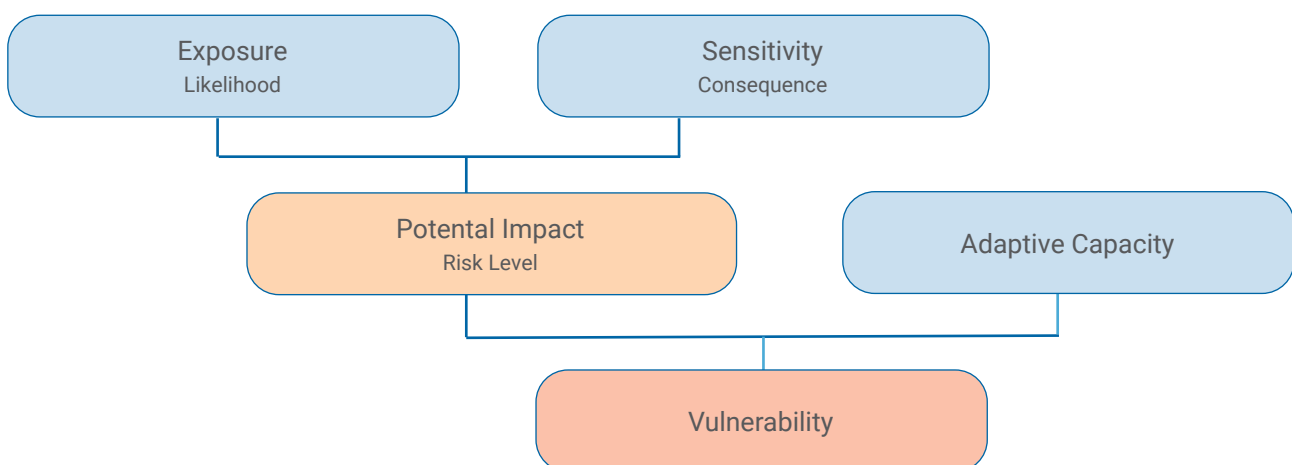 Exposure
Likelihood
Sensitivity
Consequence
Potental Impact
Risk Level
Adaptive Capacity
Vulnerability